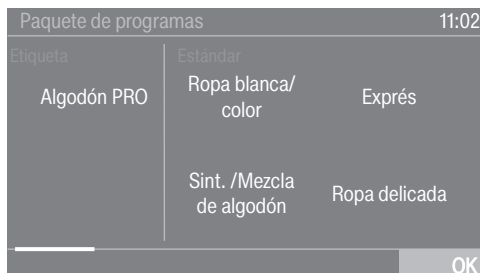 Paquete de programas 11:02
Etiqueta Estándar
Algodón PRO
Ropa blanca/
color
Exprés
Sint. /Mezcla
de algodón
Ropa delicada
OK